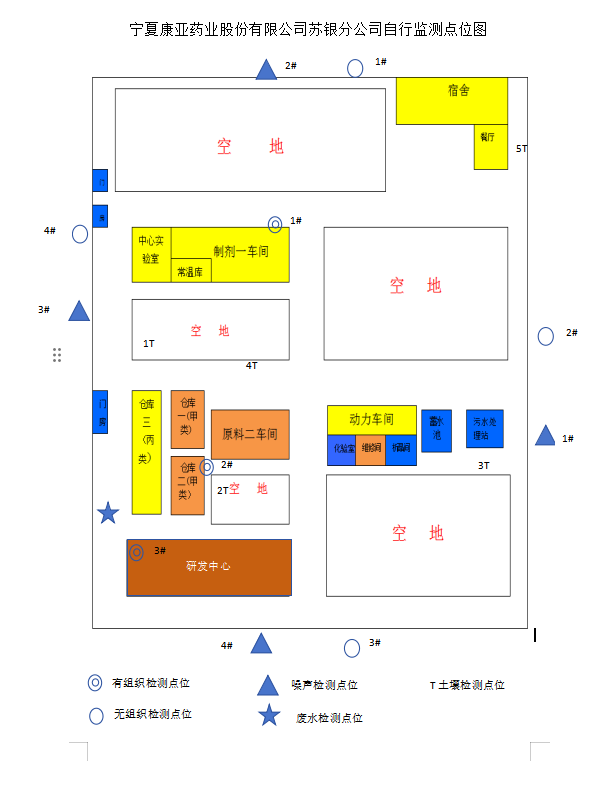 宁夏康亚药业股份有限公司苏银分公司自行监测点位图
2#
1#
宿舍
餐厅
5T
空 地
门
房
4#
1#
中心实
验室
制剂一车间
常温库
空 地
3#
空 地
1T
4T
2#
门
房
仓库
三
（丙
类）
仓库
一(甲
类)
原料二车间
动力车间
化验室
蓄水
池
污水处
理站
1#
仓库
二(甲
类)
2#
2T
空 地
3T
空 地
3#
研发中心
4#
3#
有组织检测点位
噪声检测点位
T 土壤检测点位
无组织检测点位
废水检测点位